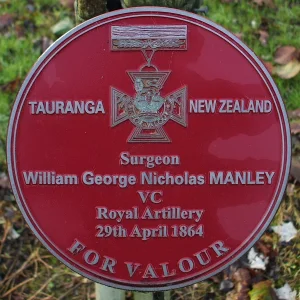 TAURANGA NEW ZEALAND
Surgeon
William George Nicholas MANLEY
VC
Royal Artillery
29th April 1864
FOR VALOUR